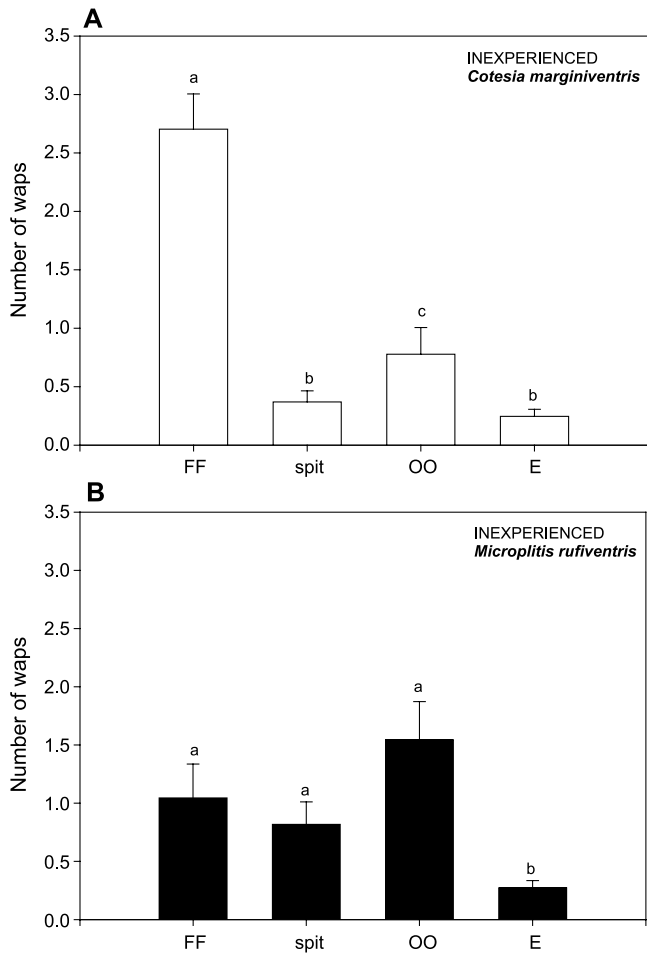 A
3.5
INEXPERIENCED
Cotesia marginiventris
a
3.0
2.5
2.0
Number of waps
1.5
c
1.0
b
b
0.5
0.0
FF spit OO E
B
3.5
INEXPERIENCED
Microplitis rufiventris
3.0
2.5
Number of waps
2.0
a
1.5
a
a
1.0
0.5
b
0.0
FF spit OO E